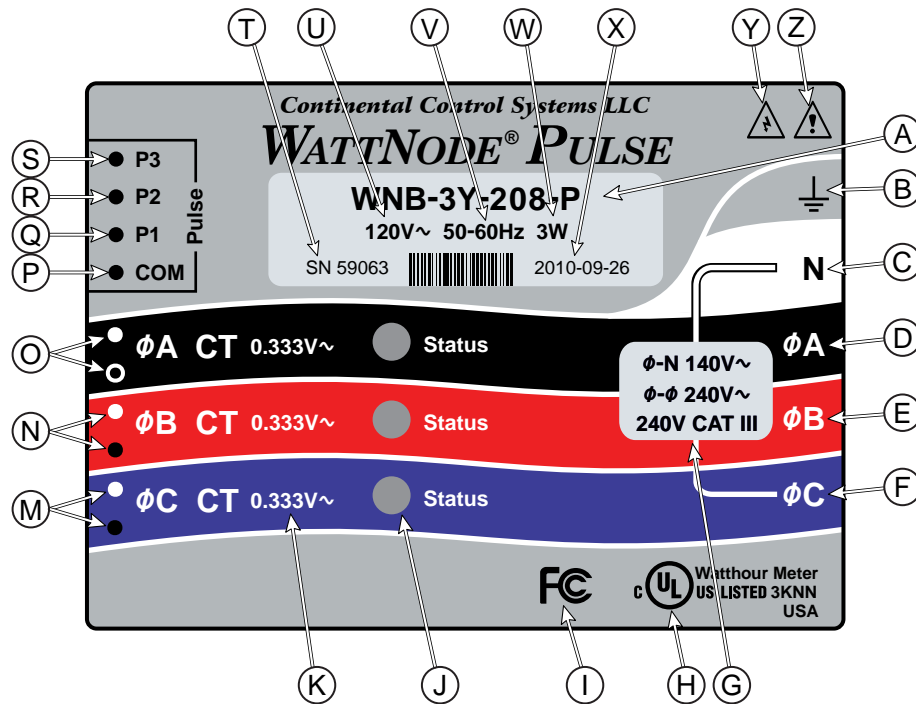 T U V W X Y Z
Continental Control Systems LLC
WATTNODE® PULSE
S P3
R P2
Q P1
P COM
Pulse
WNB-3Y-208-P
120V~ 50-60Hz 3W
SN 59063 2010-09-26
A
B
N C
O ϕA CT 0.333V~ Status ϕA D
N ϕB CT 0.333V~ Status ϕB E
M ϕC CT 0.333V~ Status ϕC F
ϕ-N 140V~
ϕ-ϕ 240V~
240V CAT III
FC
C UL US LISTED
Watthour Meter
3KNN
USA
K J I H G